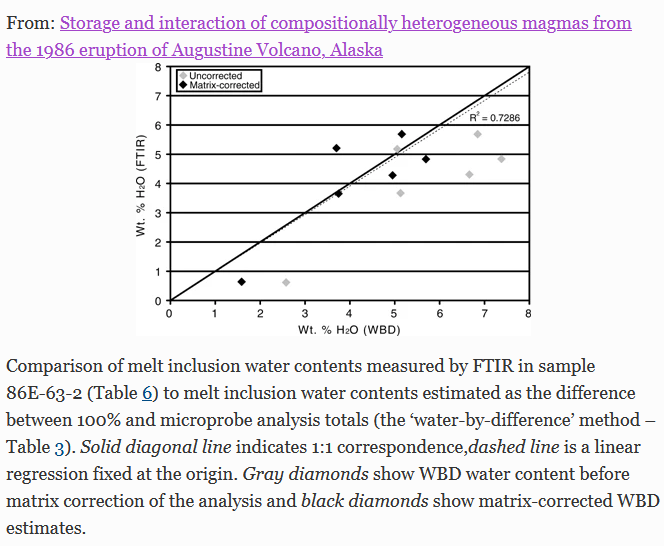 From: Storage and interaction of compositionally heterogeneous magmas from
the 1986 eruption of Augustine Volcano, Alaska
8
Uncorrected
Matrix-corrected
7
R² = 0.7286
6
5
4
3
2
1
0
Wt. % H₂O (FTIR)
0 1 2 3 4 5 6 7 8
Wt. % H₂O (WBD)
Comparison of melt inclusion water contents measured by FTIR in sample
86E-63-2 (Table 6) to melt inclusion water contents estimated as the difference
between 100% and microprobe analysis totals (the ‘water-by-difference’ method –
Table 3). Solid diagonal line indicates 1:1 correspondence,dashed line is a linear
regression fixed at the origin. Gray diamonds show WBD water content before
matrix correction of the analysis and black diamonds show matrix-corrected WBD
estimates.